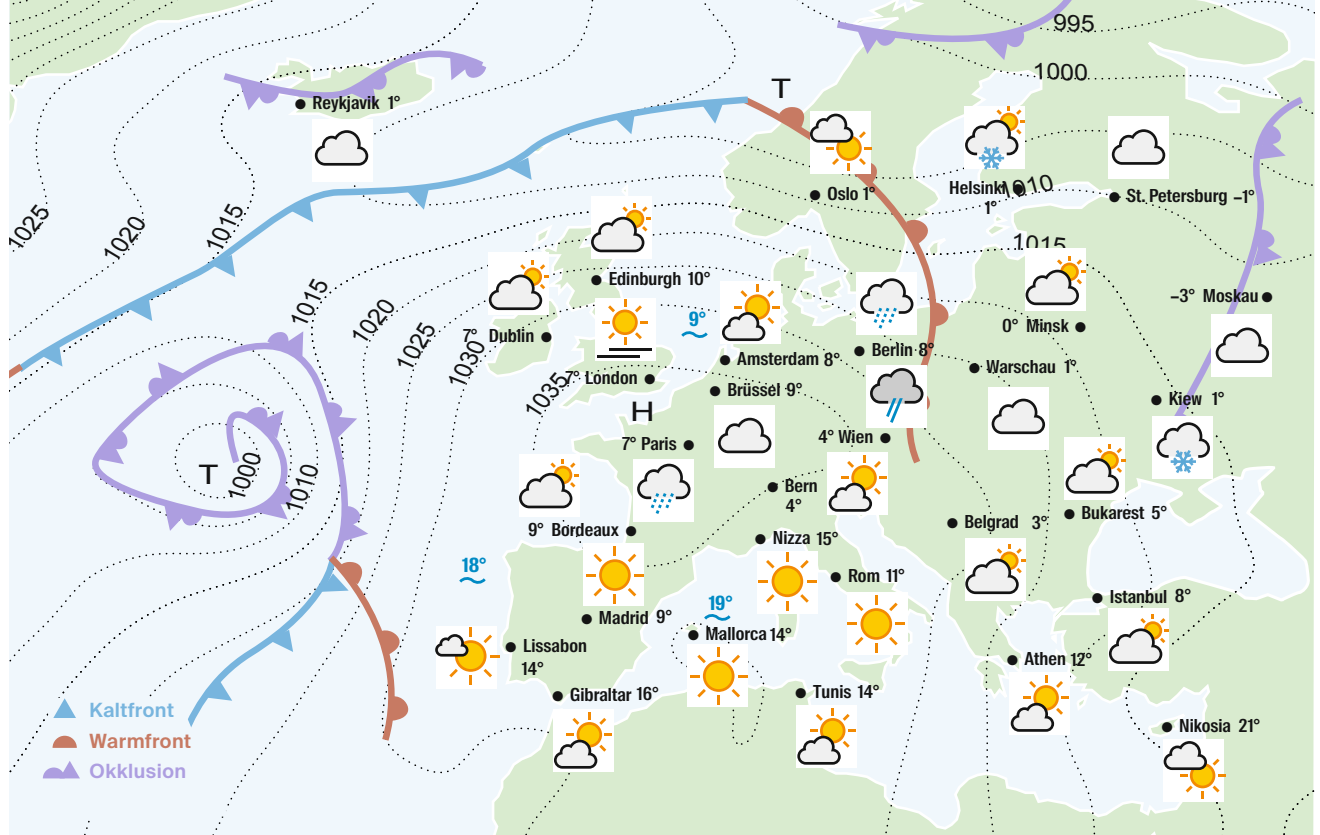 995
T
1000
Reykjavik 1°
Oslo 1°
Helsinki
1°
1010
St. Petersburg –1°
1025
1020
1015
1015
Edinburgh 10°
–3° Moskau
1015
1020
1025
1030
7° Dublin
9°
0° Minsk
Amsterdam 8°
Berlin 8°
Warschau 1°
7° London
1035
Brüssel 9°
Kiew 1°
H
7° Paris
4° Wien
T
1000
1010
Bern
4°
Bukarest 5°
9° Bordeaux
Belgrad 3°
Nizza 15°
18°
Rom 11°
19°
Istanbul 8°
Madrid 9°
Mallorca 14°
Lissabon
14°
Athen 12°
Gibraltar 16°
Tunis 14°
Nikosia 21°
Kaltfront
Warmfront
Okklusion